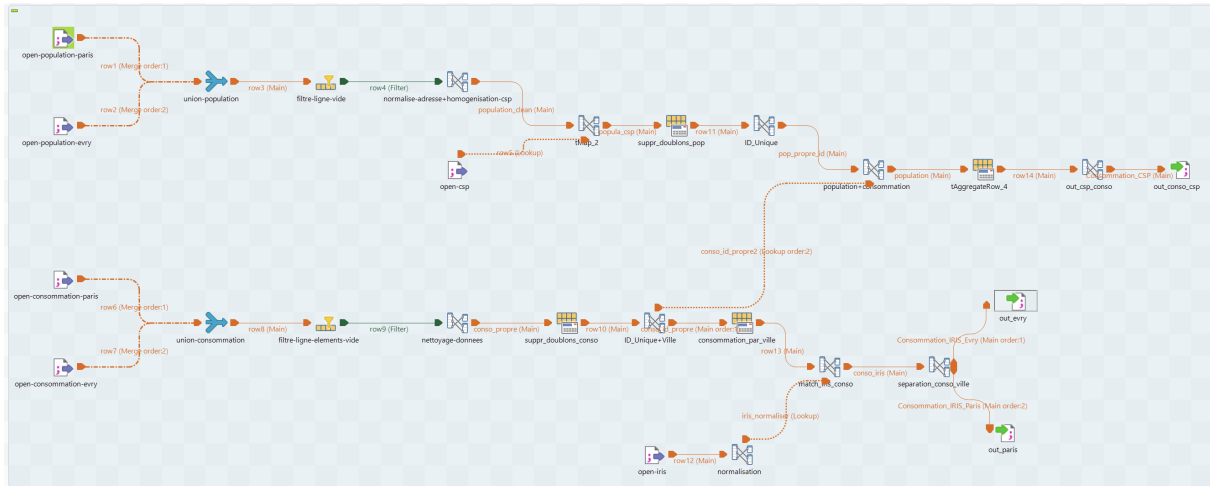 open-population-paris
row1 (Merge order:1)
union-population
row3 (Main)
filtre-ligne-vide
row4 (Filter)
normalise-adresse+homogenisation-csp
row2 (Merge order:2)
open-population-evry
population_clean (Main)
tMap_2
popula_csp (Main)
suppr_doublons_pop
row11 (Main)
ID_Unique
row5 (Lookup)
open-csp
pop_propre_id (Main)
population+consommation
population (Main)
tAggregateRow_4
row14 (Main)
out_csp_conso
Consommation_CSP (Main)
out_conso_csp
conso_id_propre2 (Lookup order:2)
open-consommation-paris
row6 (Merge order:1)
union-consommation
row8 (Main)
filtre-ligne-elements-vide
row9 (Filter)
nettoyage-donnees
conso_propre (Main)
suppr_doublons_conso
row10 (Main)
ID_Unique+Ville
conso_id_propre (Main order:1)
consommation_par_ville
row7 (Merge order:2)
open-consommation-evry
row13 (Main)
match_iris_conso
conso_iris (Main)
separation_conso_ville
out_evry
Consommation_IRIS_Evry (Main order:1)
Consommation_IRIS_Paris (Main order:2)
out_paris
iris_normaliser (Lookup)
open-iris
row12 (Main)
normalisation